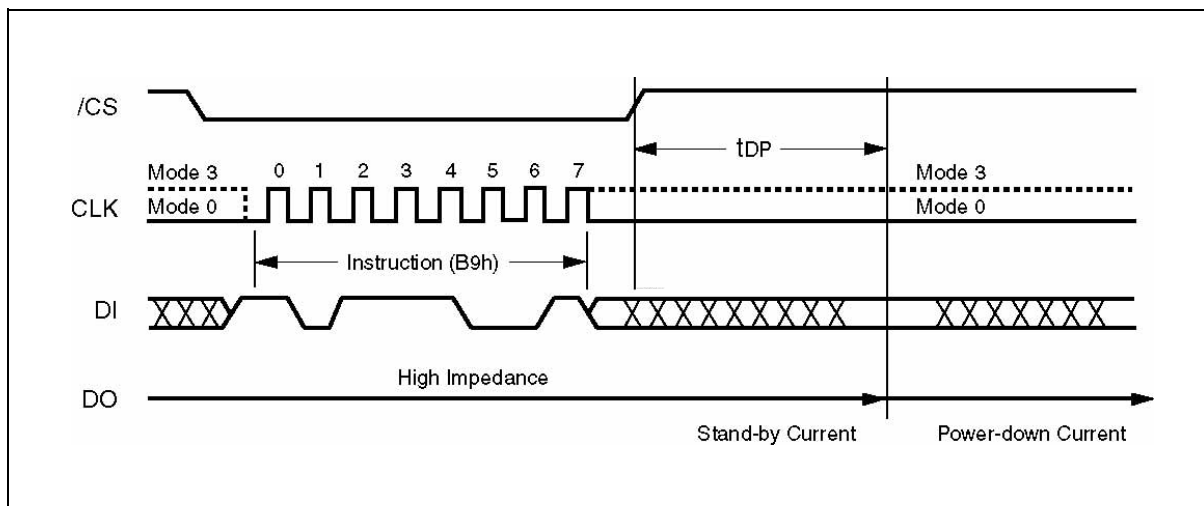 /CS
tDP
Mode 3 0 1 2 3 4 5 6 7 Mode 3
CLK Mode 0 Mode 0
Instruction (B9h)
DI
High Impedance
DO
Stand-by Current Power-down Current